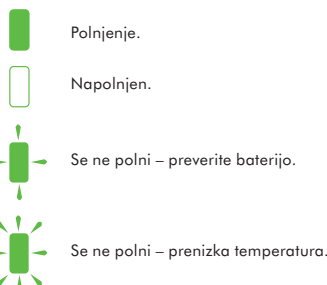 Polnjenje.
Napolnjen.
Se ne polni – preverite baterijo.
Se ne polni – prenizka temperatura.